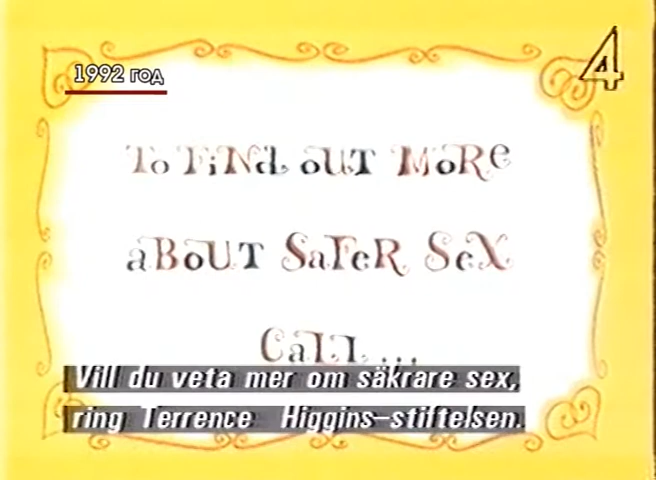 1992 год
4
To FiNd ouT MoRe
aBouT SaFeR SeX
CaLL...
Vill du veta mer om säkrare sex,
ring Terrence Higgins-stiftelsen.